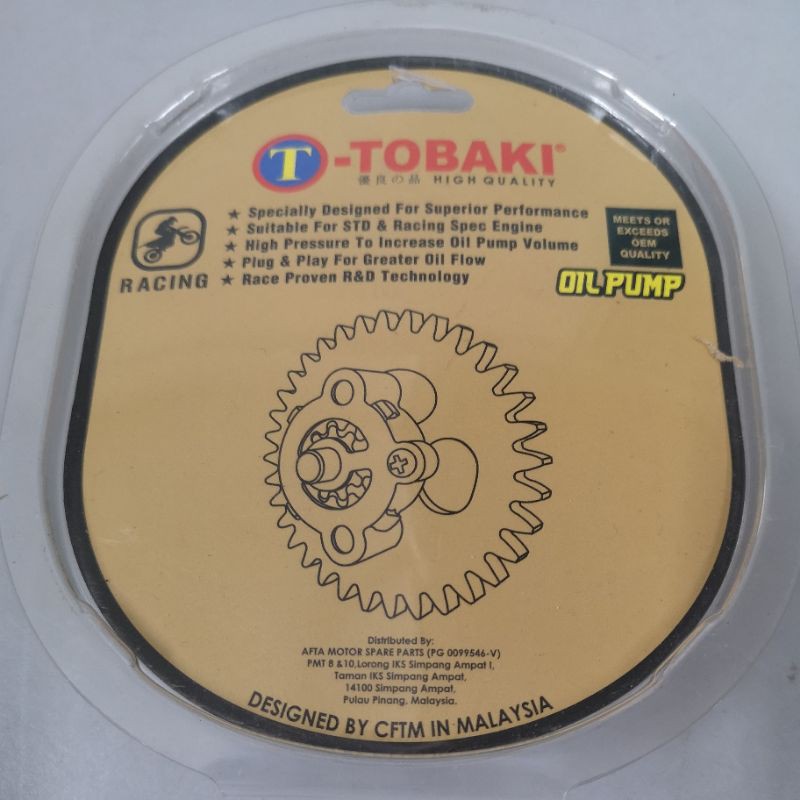 T-TOBAKI®
優良の品 HIGH QUALITY
RACING
★ Specially Designed For Superior Performance
★ Suitable For STD & Racing Spec Engine
★ High Pressure To Increase Oil Pump Volume
★ Plug & Play For Greater Oil Flow
★ Race Proven R&D Technology
MEETS OR
EXCEEDS
OEM
QUALITY
OIL PUMP
Distributed By:
AFTA MOTOR SPARE PARTS (PG 0099546-V)
PMT 8 &10,Lorong IKS Simpang Ampat I,
Taman IKS Simpang Ampat,
14100 Simpang Ampat,
Pulau Pinang. Malaysia.
DESIGNED BY CFTM IN MALAYSIA